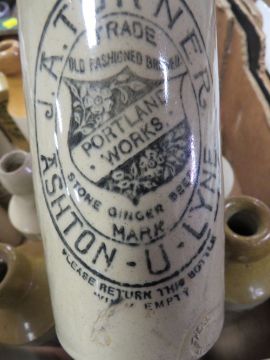 J. A. TURNER
TRADE
OLD FASHIONED BREWED
PORTLAND
WORKS
STONE GINGER BEER
MARK
ASHTON - U - LYNE
PLEASE RETURN THIS BOTTLE
WHEN EMPTY